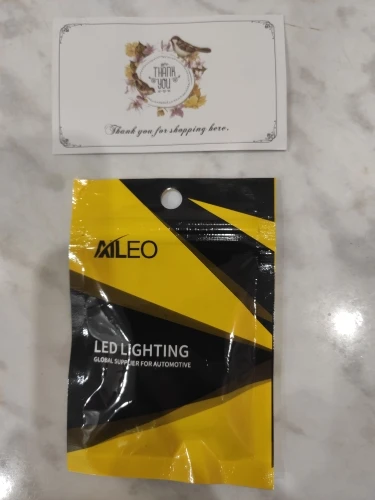 THANK
YOU
Thank you for shopping here.
AILEO
LED LIGHTING
GLOBAL SUPPLIER FOR AUTOMOTIVE